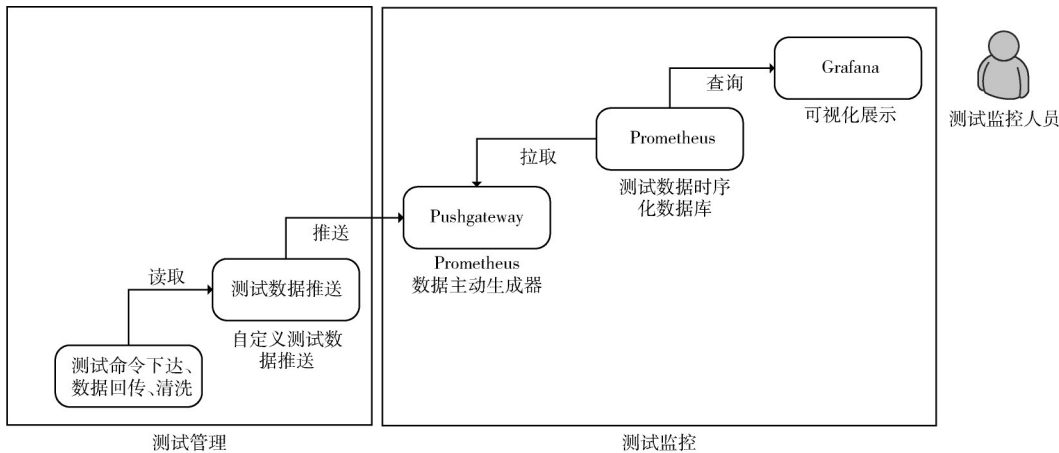 Grafana
查询
可视化展示
测试监控人员
Prometheus
拉取
测试数据时序
化数据库
Pushgateway
推送
Prometheus
数据主动生成器
读取
测试数据推送
自定义测试数
据推送
测试命令下达、
数据回传、清洗
测试管理
测试监控